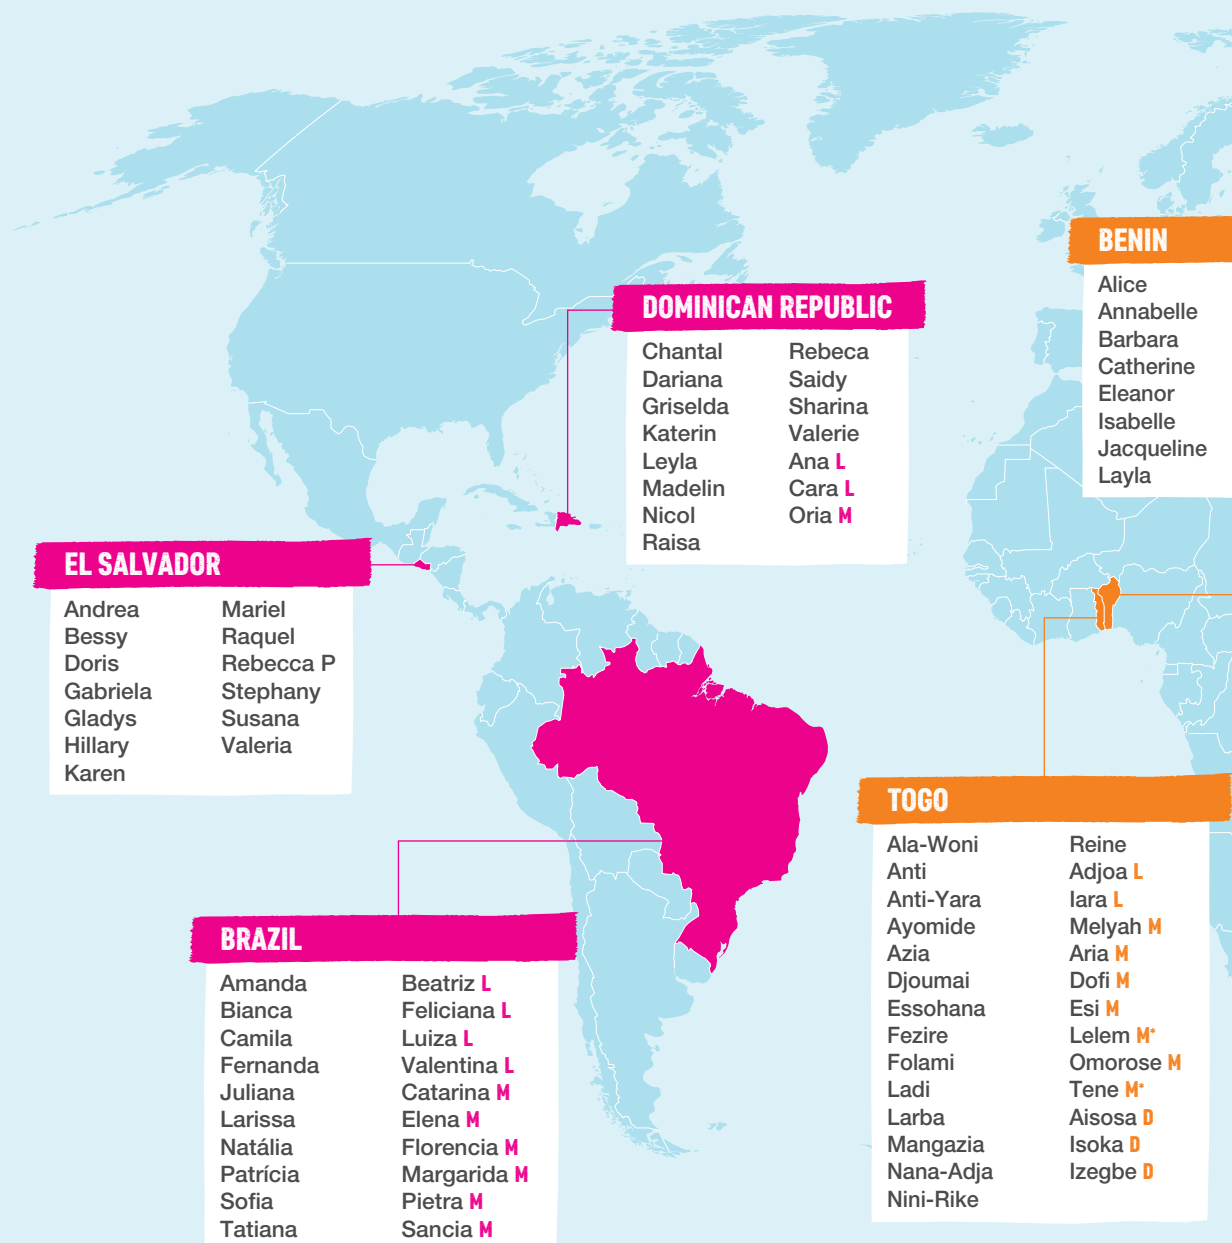 BENIN
Alice
Annabelle
Barbara
Catherine
Eleanor
Isabelle
Jacqueline
Layla
DOMINICAN REPUBLIC
Chantal
Dariana
Griselda
Katerin
Leyla
Madelin
Nicol
Raisa
Rebeca
Saidy
Sharina
Valerie
Ana L
Cara L
Oria M
EL SALVADOR
Andrea
Bessy
Doris
Gabriela
Gladys
Hillary
Karen
Mariel
Raquel
Rebecca P
Stephany
Susana
Valeria
TOGO
Ala-Woni
Anti
Anti-Yara
Ayomide
Azia
Djoumai
Essohana
Fezire
Folami
Ladi
Larba
Mangazia
Nana-Adja
Nini-Rike
Reine
Adjoa L
Iara L
Melyah M
Aria M
Dofi M
Esi M
Lelem M*
Omorose M
Tene M*
Aisosa D
Isoka D
Izegbe D
BRAZIL
Amanda
Bianca
Camila
Fernanda
Juliana
Larissa
Natália
Patrícia
Sofia
Tatiana
Beatriz L
Feliciana L
Luiza L
Valentina L
Catarina M
Elena M
Florencia M
Margarida M
Pietra M
Sancia M